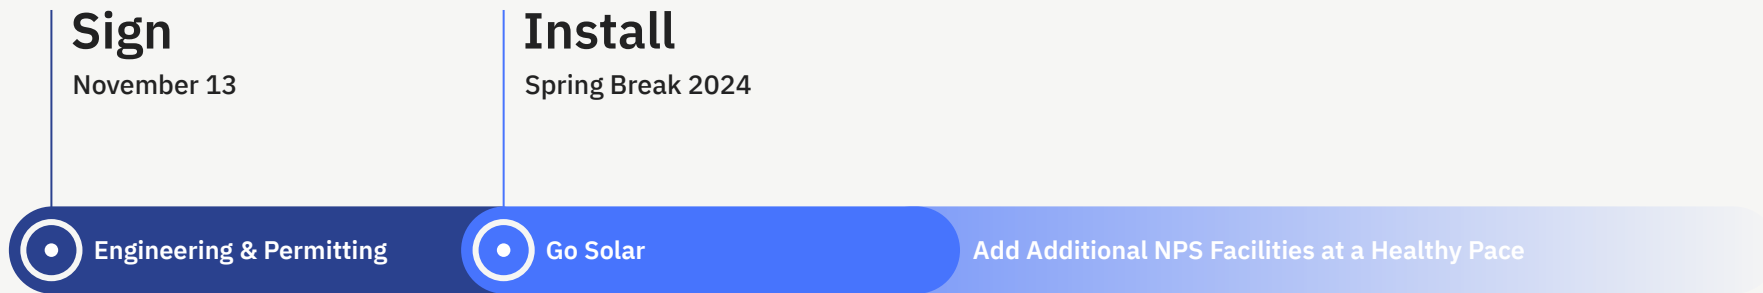 Sign
November 13
Install
Spring Break 2024
Engineering & Permitting
Go Solar
Add Additional NPS Facilities at a Healthy Pace